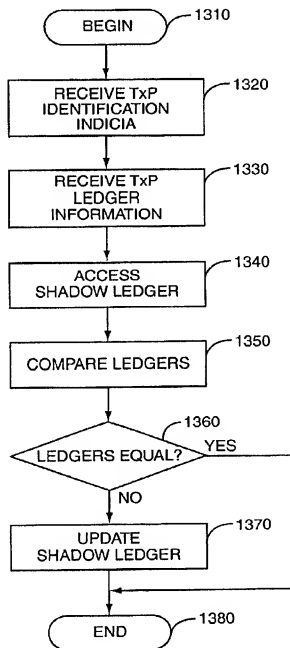 BEGIN
1310
RECEIVE TxP
IDENTIFICATION
INDICIA
1320
RECEIVE TxP
LEDGER
INFORMATION
1330
ACCESS
SHADOW LEDGER
1340
COMPARE LEDGERS
1350
LEDGERS EQUAL?
1360
YES
NO
UPDATE
SHADOW LEDGER
1370
END
1380